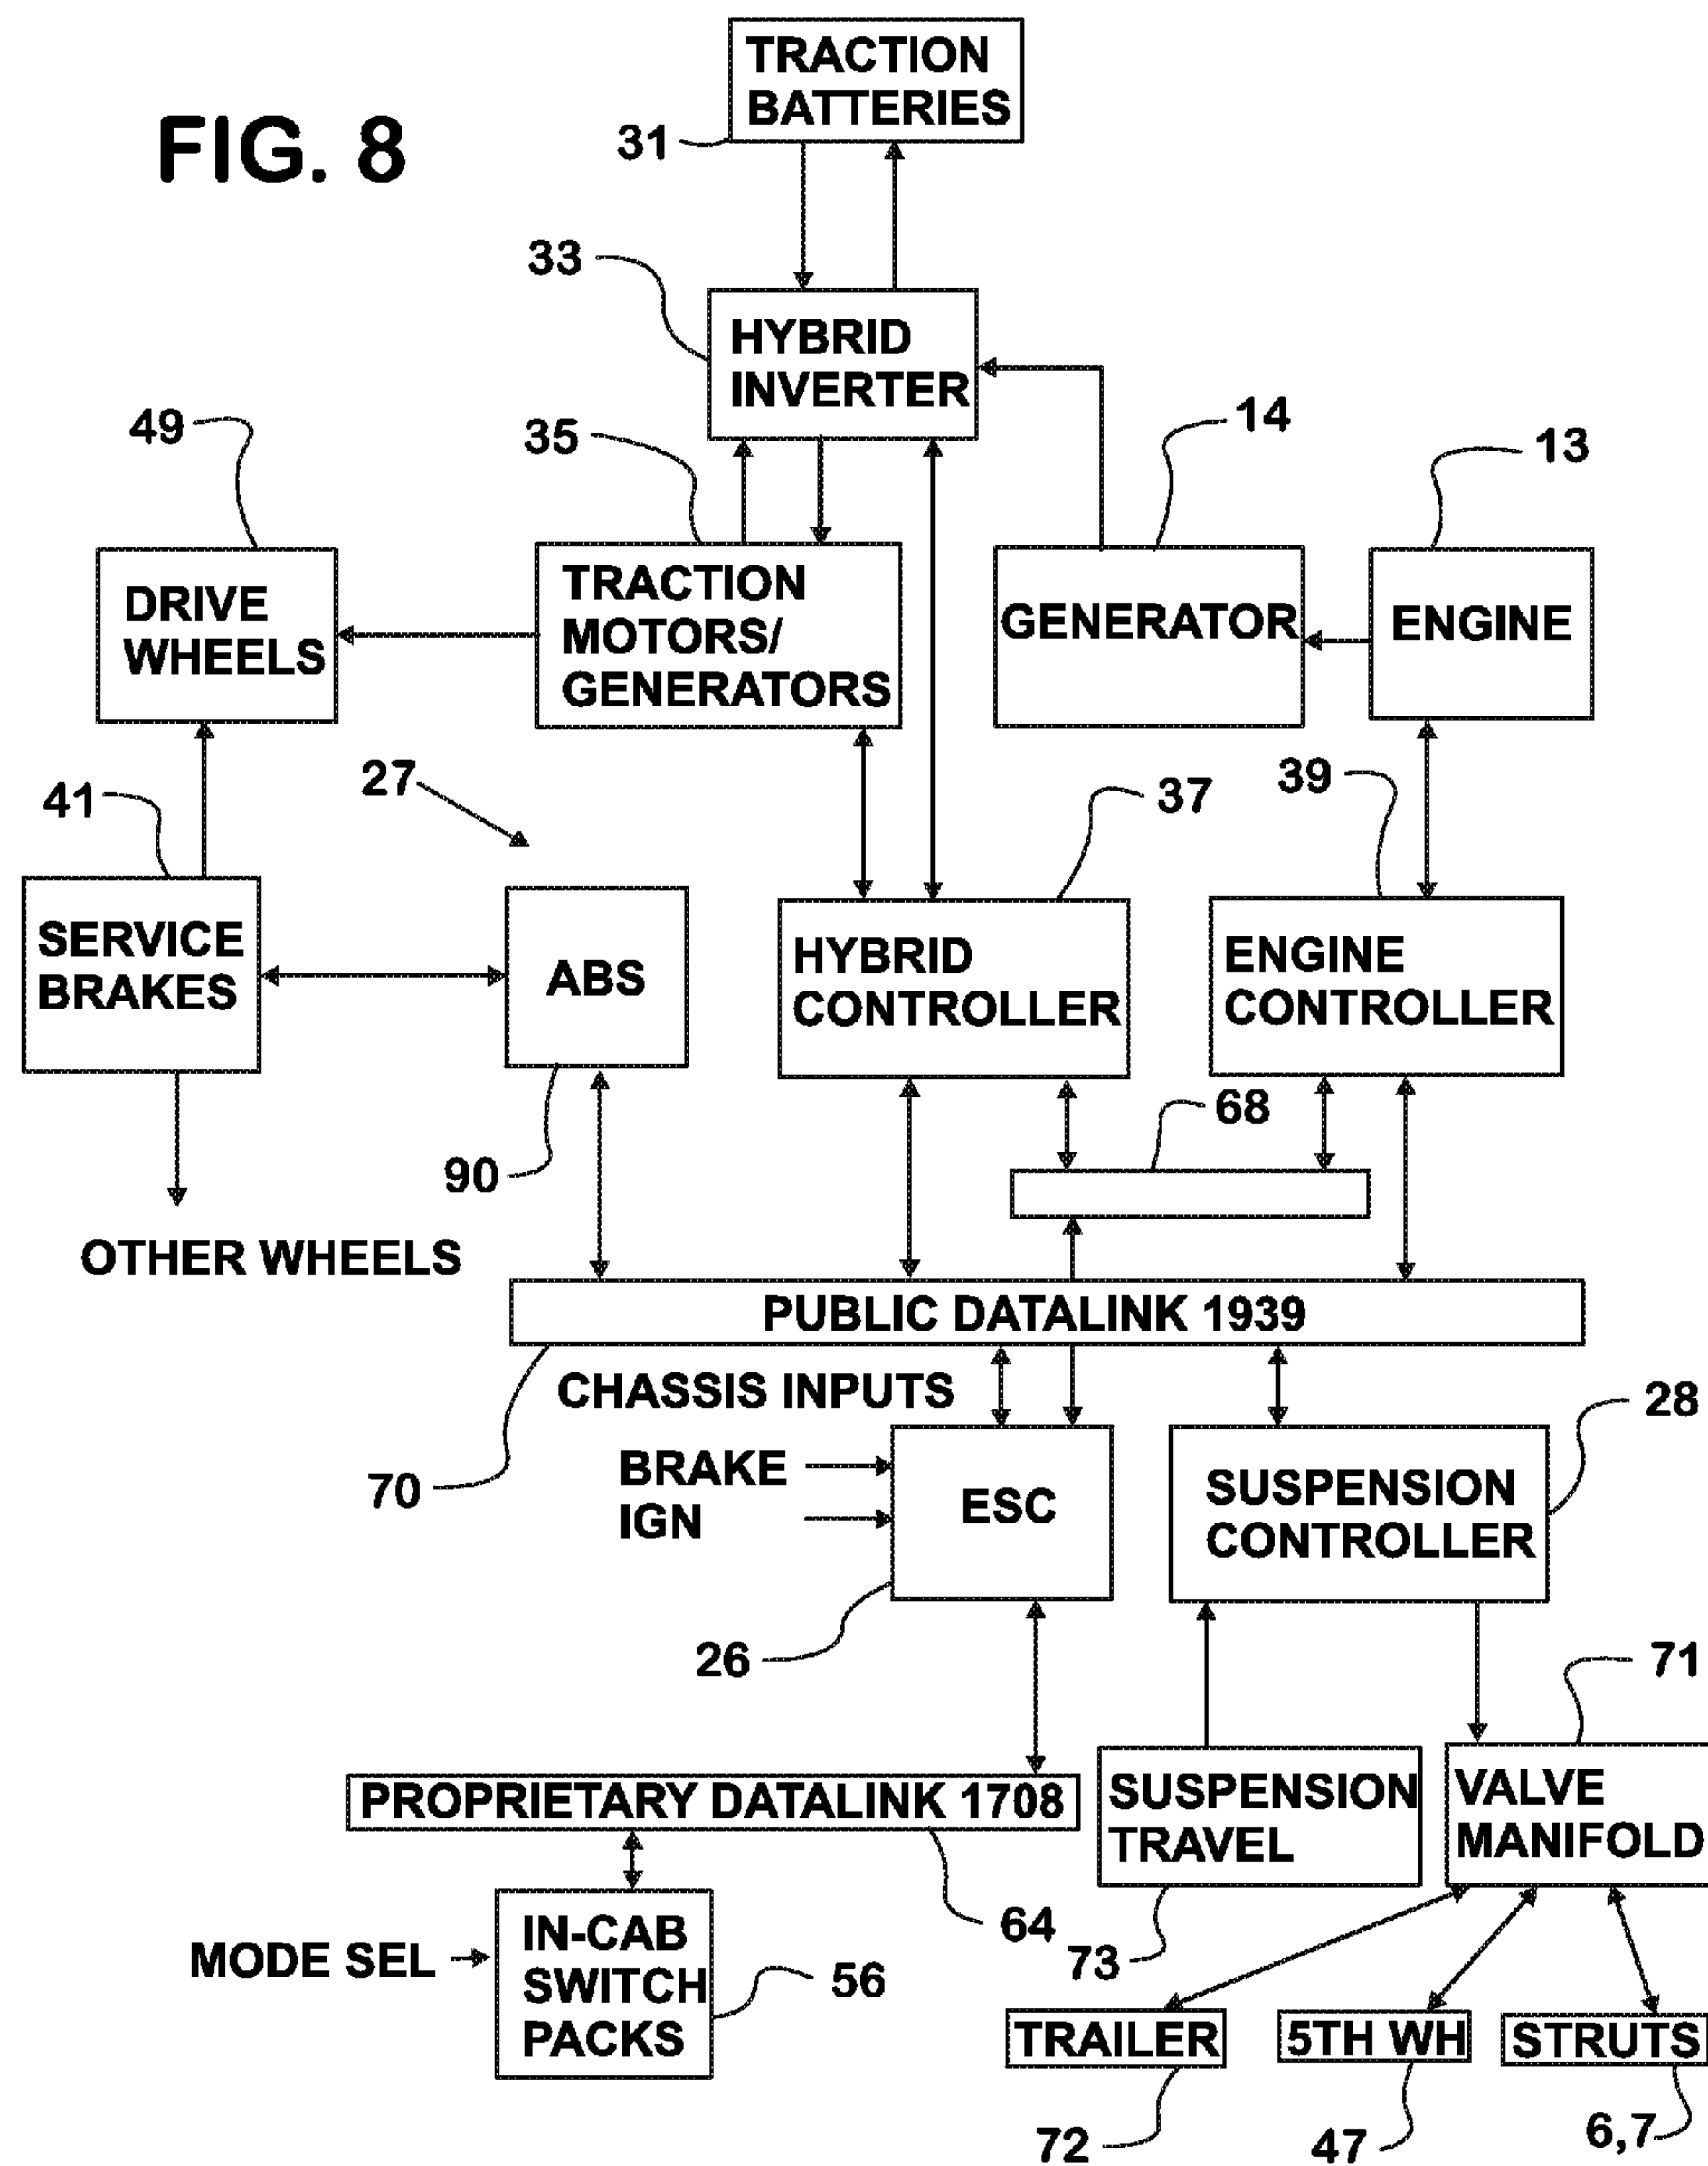 TRACTION
BATTERIES
FIG. 8
31
33
HYBRID
INVERTER
49
35
14
13
DRIVE
WHEELS
TRACTION
MOTORS/
GENERATORS
GENERATOR
ENGINE
27
41
37
39
SERVICE
BRAKES
ABS
HYBRID
CONTROLLER
ENGINE
CONTROLLER
68
90
OTHER WHEELS
PUBLIC DATALINK 1939
CHASSIS INPUTS
70
BRAKE
IGN
ESC
SUSPENSION
CONTROLLER
28
26
71
PROPRIETARY DATALINK 1708
SUSPENSION
TRAVEL
VALVE
MANIFOLD
64
73
MODE SEL
IN-CAB
SWITCH
PACKS
56
TRAILER
5TH WH
STRUTS
72
47
6,7